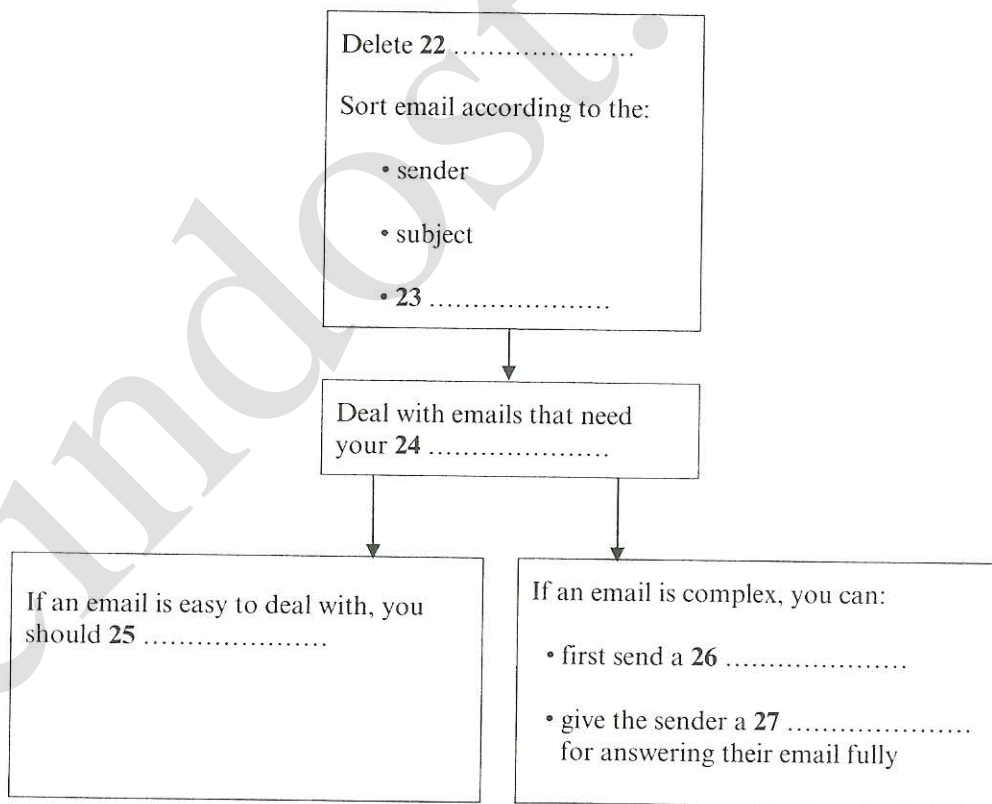 Delete 22 ......................
Sort email according to the:
• sender
• subject
• 23 .....................
Deal with emails that need
your 24 .....................
If an email is easy to deal with, you
should 25 .....................
If an email is complex, you can:
• first send a 26 .....................
• give the sender a 27 .....................
for answering their email fully